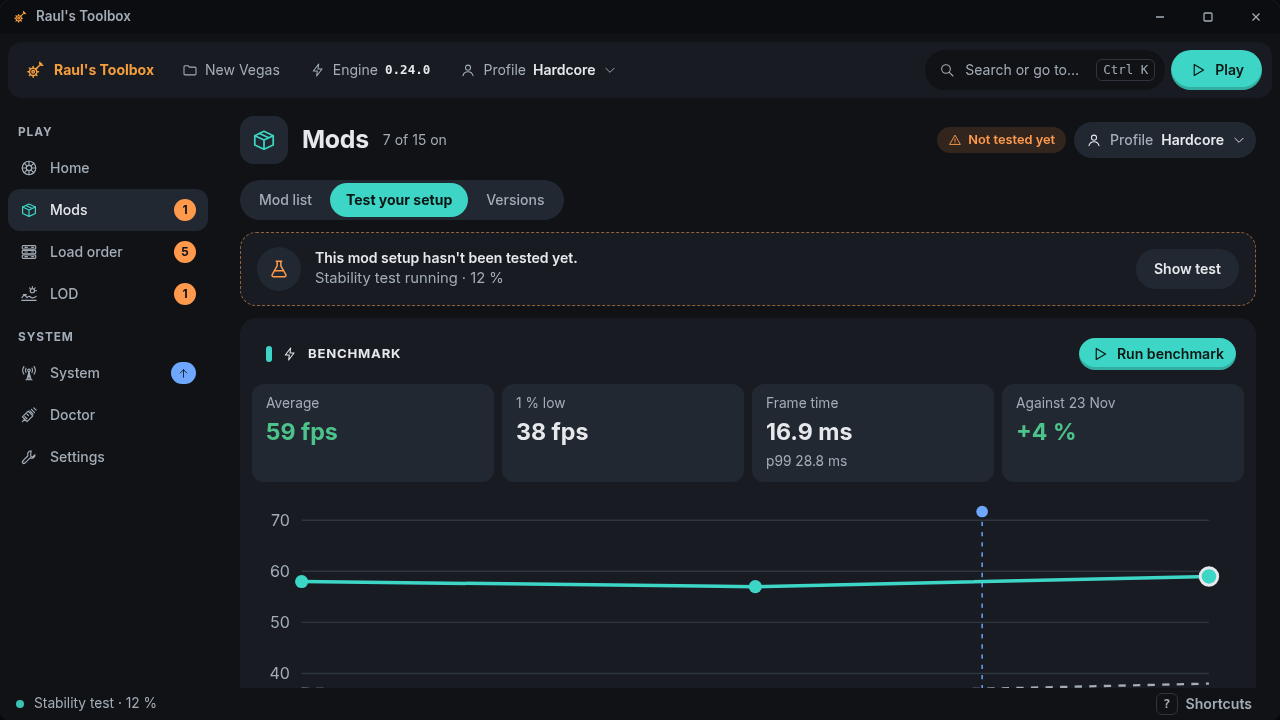 Raul's Toolbox
Raul's Toolbox
New Vegas
Engine 0.24.0
Profile Hardcore
Search or go to...
Ctrl K
Play
PLAY
Home
Mods
1
Load order
5
LOD
1
SYSTEM
System
Doctor
Settings
Mods
7 of 15 on
Not tested yet
Profile Hardcore
Mod list
Test your setup
Versions
This mod setup hasn't been tested yet.
Stability test running · 12 %
Show test
BENCHMARK
Run benchmark
Average
59 fps
1 % low
38 fps
Frame time
16.9 ms
p99 28.8 ms
Against 23 Nov
+4 %
70
60
50
40
Stability test · 12 %
? Shortcuts